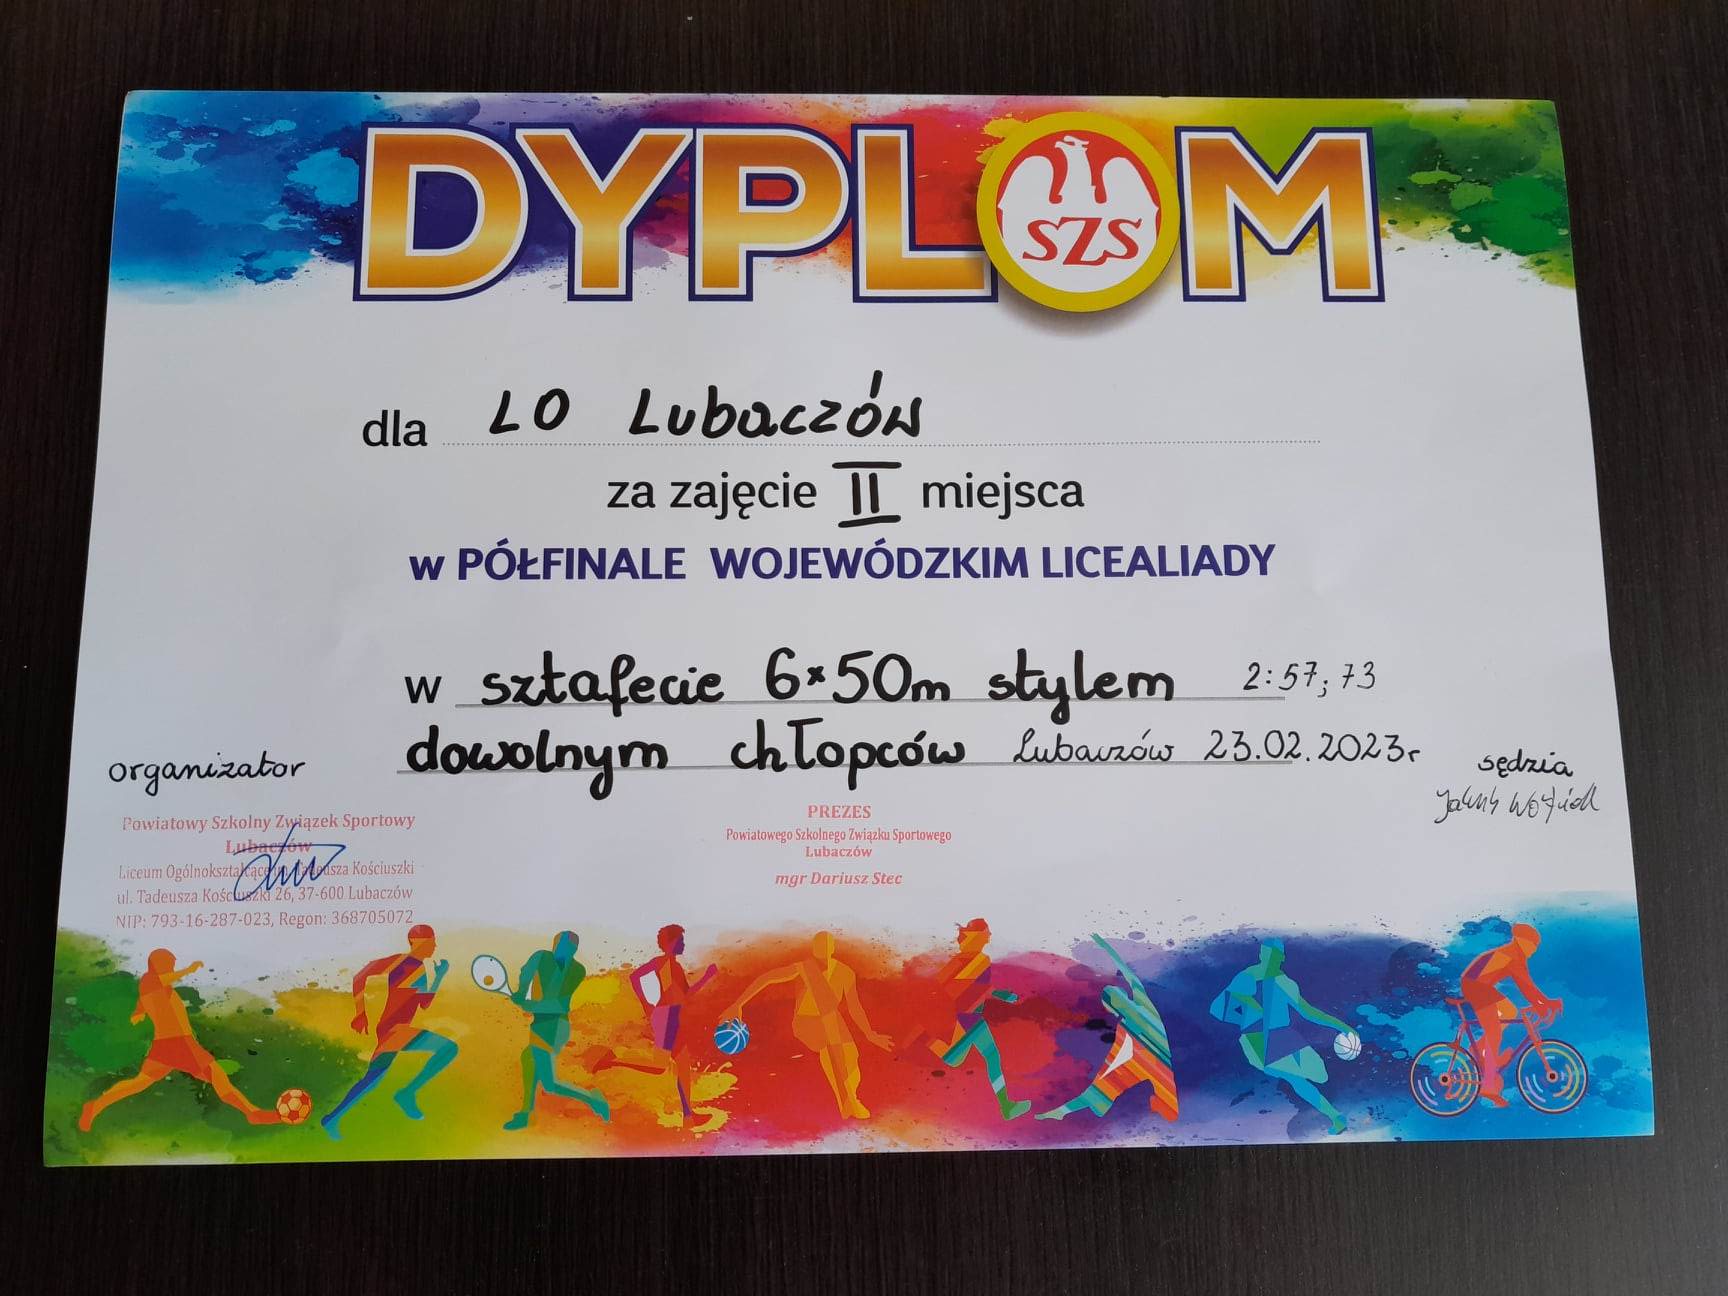 DYPLOM
SZS
dla LO Lubaczów
za zajęcie II miejsca
w PÓŁFINALE WOJEWÓDZKIM LICEALIADY
w sztafecie 6x50m stylem 2:57,73
dowolnym chłopców Lubaczów 23.02.2023r
organizator
sędzia
Jakub
Powiatowy Szkolny Związek Sportowy
Lubaczów
Liceum Ogólnokształcące im. Tadeusza Kościuszki
ul. Tadeusza Kościuszki 26, 37-600 Lubaczów
NIP: 793-16-287-023, Regon: 368705072
PREZES
Powiatowego Szkolnego Związku Sportowego
Lubaczów
mgr Dariusz Stec